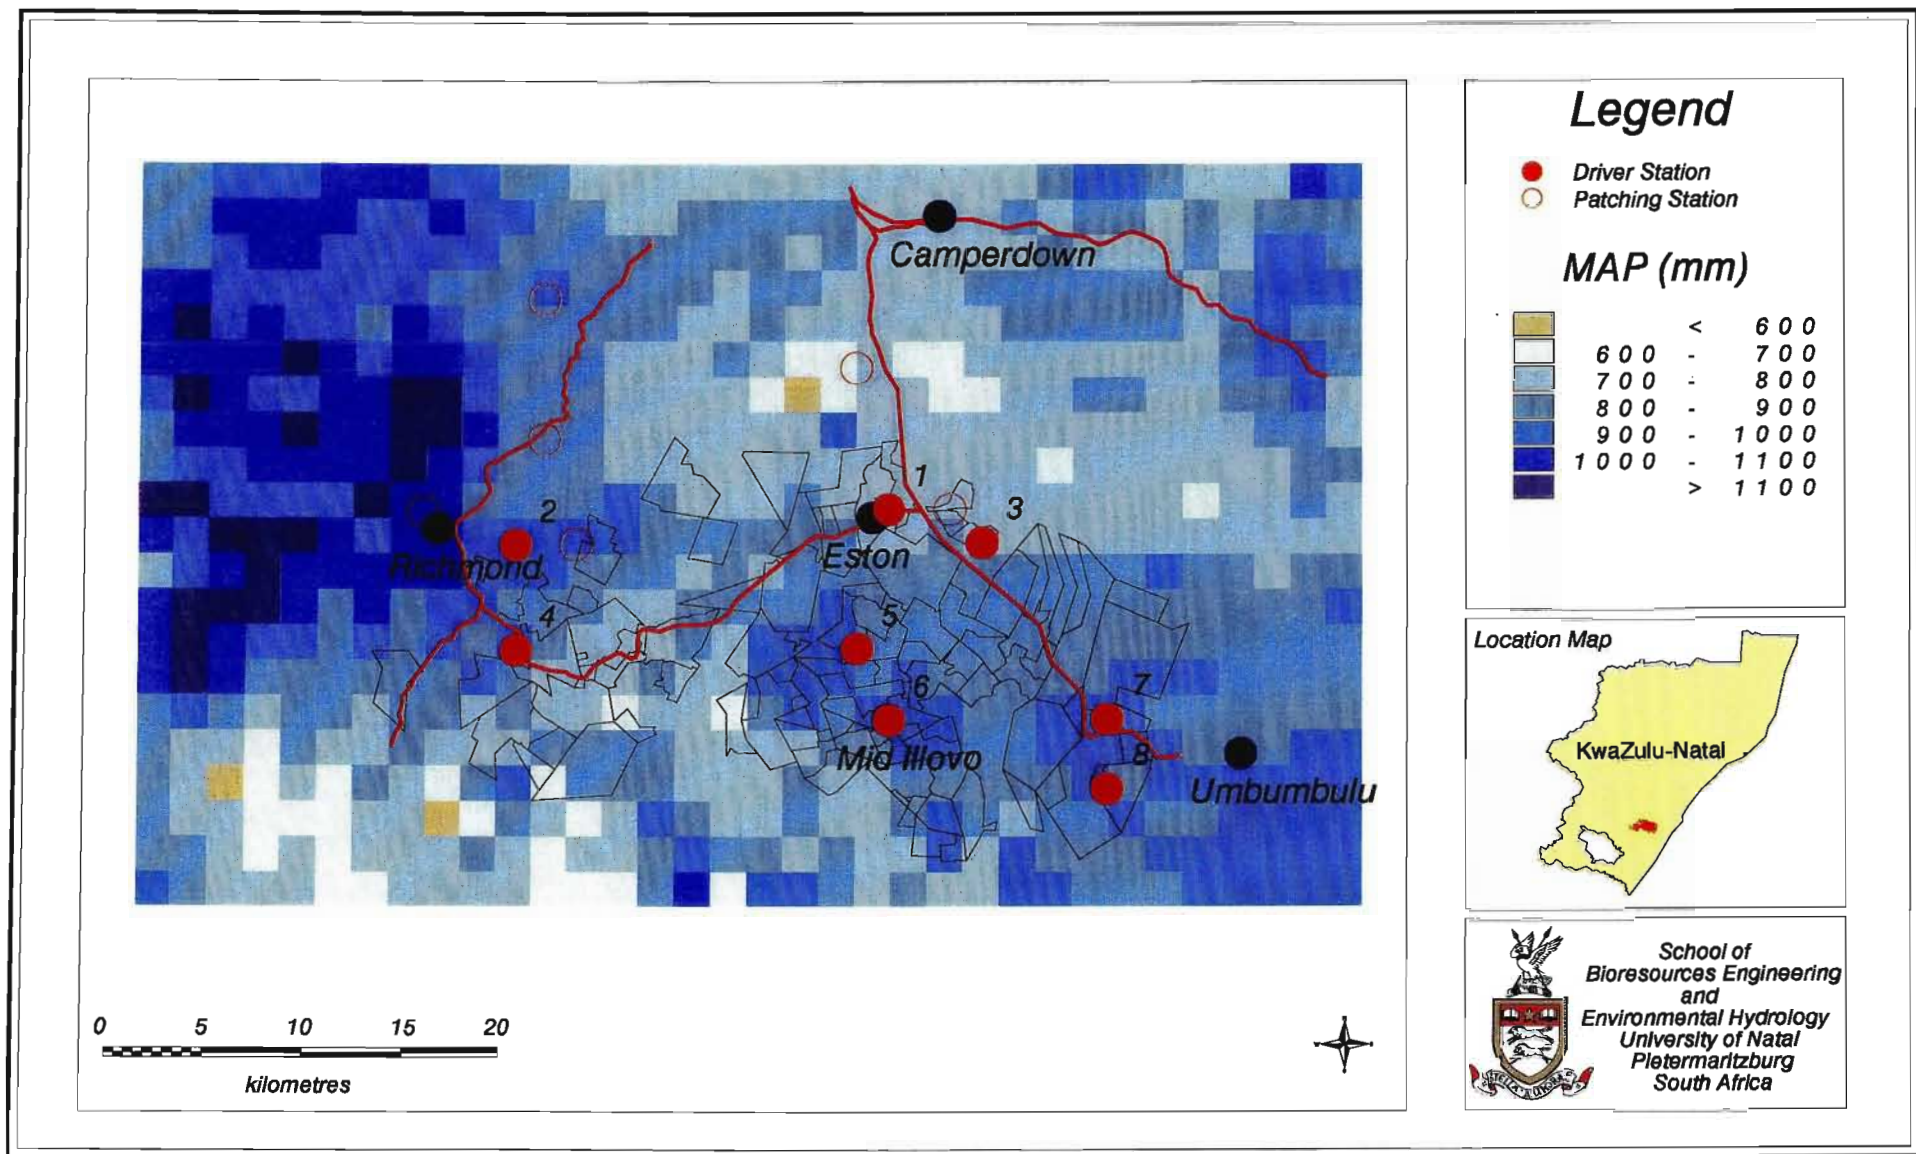 Camperdown
1
2
3
Richmond
Eston
4
5
6
7
Mid Illovo
8
Umbumbulu
0 5 10 15 20
kilometres
Legend
Driver Station
Patching Station
MAP (mm)
< 600
600 - 700
700 - 800
800 - 900
900 - 1000
1000 - 1100
> 1100
Location Map
KwaZulu-Natal
School of
Bioresources Engineering
and
Environmental Hydrology
University of Natal
Pietermaritzburg
South Africa